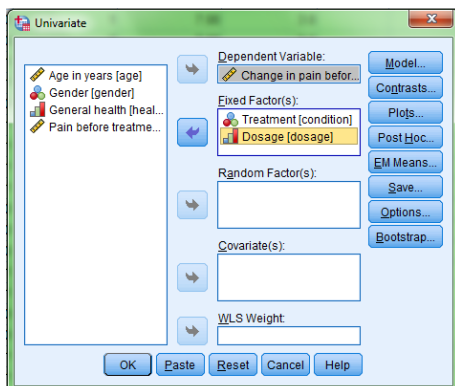 Univariate
Age in years [age]
Gender [gender]
General health [heal...
Pain before treatme...
Dependent Variable:
Change in pain befor...
Fixed Factor(s):
Treatment [condition]
Dosage [dosage]
Random Factor(s):
Covariate(s):
WLS Weight:
Model...
Contrasts...
Plots...
Post Hoc...
EM Means...
Save...
Options...
Bootstrap...
OK
Paste
Reset
Cancel
Help